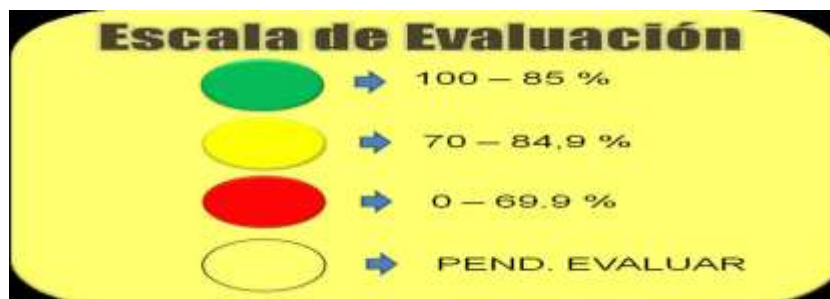 Escala de Evaluación
100 – 85 %
70 – 84,9 %
0 – 69.9 %
PEND. EVALUAR